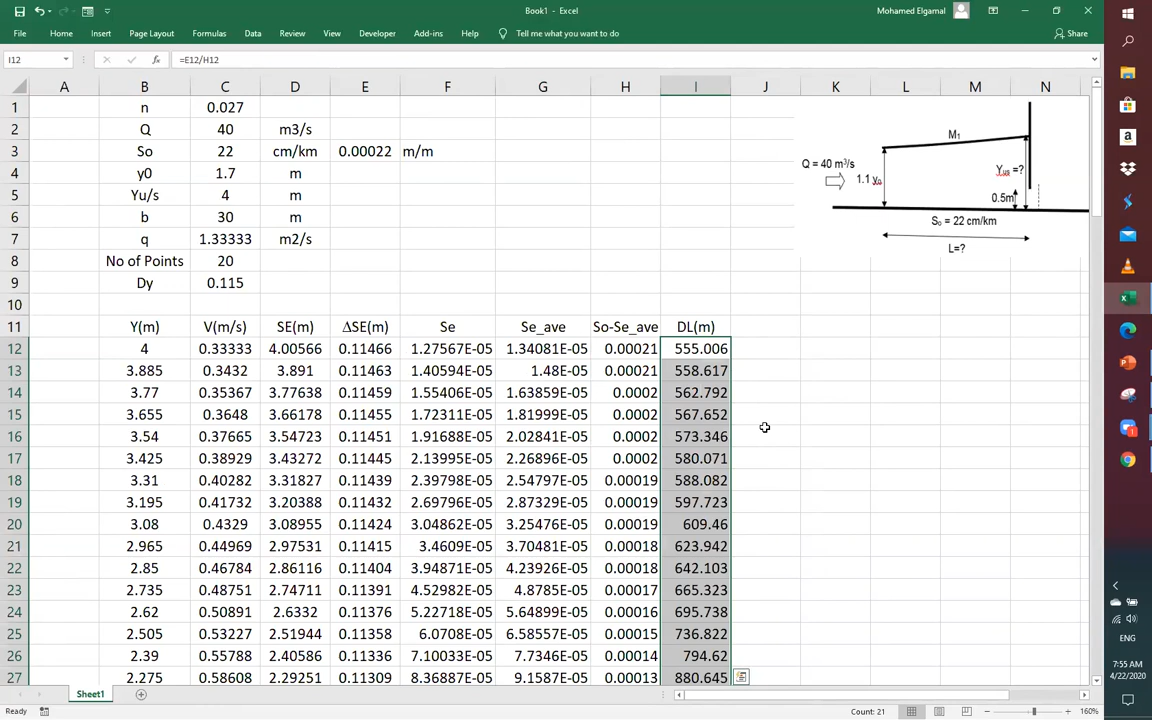 Book1 - Excel
Mohamed Elgamal
File Home Insert Page Layout Formulas Data Review View Developer Add-ins Help Tell me what you want to do Share
I12 fx =E12/H12
A B C D E F G H I J K L M N
1 n 0.027
2 Q 40 m3/s
3 So 22 cm/km 0.00022 m/m
4 y0 1.7 m
5 Yu/s 4 m
6 b 30 m
7 q 1.33333 m2/s
8 No of Points 20
9 Dy 0.115
10
M1
Q = 40 m³/s
1.1 y0
Yus =?
0.5m
So = 22 cm/km
L=?
11 Y(m) V(m/s) SE(m) ΔSE(m) Se Se_ave So-Se_ave DL(m)
12 4 0.33333 4.00566 0.11466 1.27567E-05 1.34081E-05 0.00021 555.006
13 3.885 0.3432 3.891 0.11463 1.40594E-05 1.48E-05 0.00021 558.617
14 3.77 0.35367 3.77638 0.11459 1.55406E-05 1.63859E-05 0.0002 562.792
15 3.655 0.3648 3.66178 0.11455 1.72311E-05 1.81999E-05 0.0002 567.652
16 3.54 0.37665 3.54723 0.11451 1.91688E-05 2.02841E-05 0.0002 573.346
17 3.425 0.38929 3.43272 0.11445 2.13995E-05 2.26896E-05 0.0002 580.071
18 3.31 0.40282 3.31827 0.11439 2.39798E-05 2.54797E-05 0.00019 588.082
19 3.195 0.41732 3.20388 0.11432 2.69796E-05 2.87329E-05 0.00019 597.723
20 3.08 0.4329 3.08955 0.11424 3.04862E-05 3.25476E-05 0.00019 609.46
21 2.965 0.44969 2.97531 0.11415 3.4609E-05 3.70481E-05 0.00018 623.942
22 2.85 0.46784 2.86116 0.11404 3.94871E-05 4.23926E-05 0.00018 642.103
23 2.735 0.48751 2.74711 0.11391 4.52982E-05 4.8785E-05 0.00017 665.323
24 2.62 0.50891 2.6332 0.11376 5.22718E-05 5.64899E-05 0.00016 695.738
25 2.505 0.53227 2.51944 0.11358 6.0708E-05 6.58557E-05 0.00015 736.822
26 2.39 0.55788 2.40586 0.11336 7.10033E-05 7.7346E-05 0.00014 794.62
27 2.275 0.58608 2.29251 0.11309 8.36887E-05 9.1587E-05 0.00013 880.645
Sheet1
Ready Count: 21 160%
ENG
7:55 AM
4/22/2020